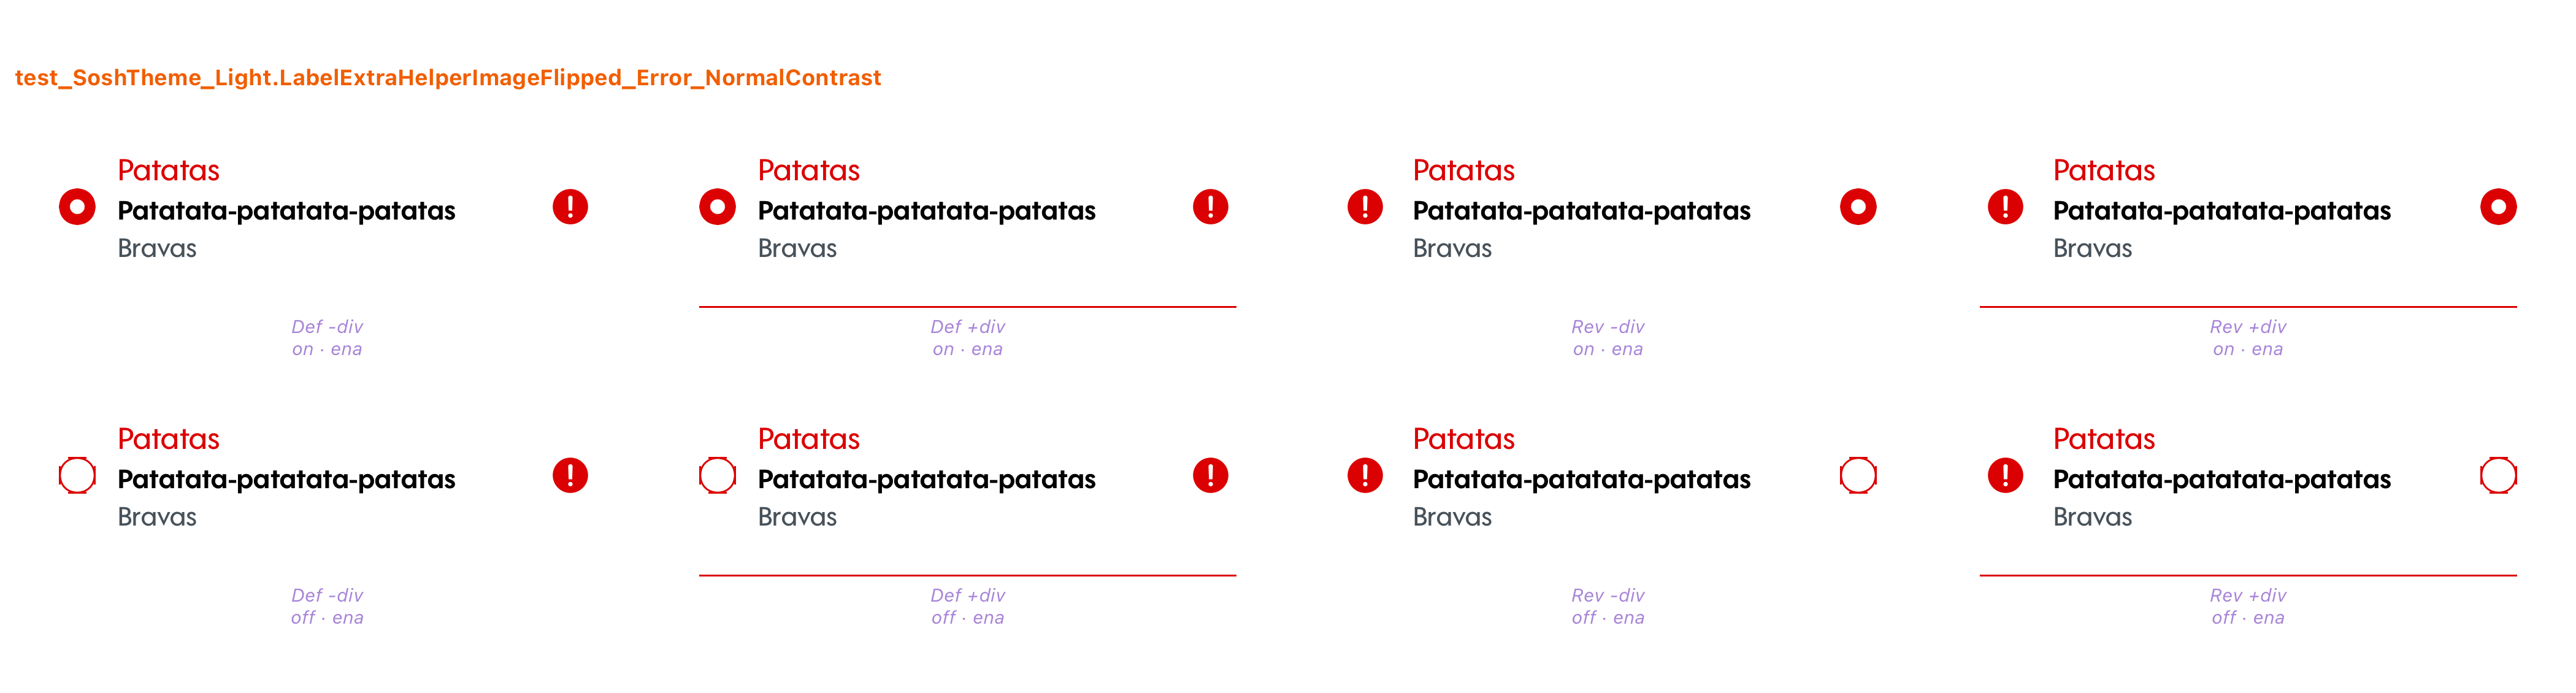 test_SoshTheme_Light.LabelExtraHelperImageFlipped_Error_NormalContrast
Patatas
Patatata-patatata-patatas
Bravas
Def -div
on · ena
Patatas
Patatata-patatata-patatas
Bravas
Def +div
on · ena
Patatas
Patatata-patatata-patatas
Bravas
Rev -div
on · ena
Patatas
Patatata-patatata-patatas
Bravas
Rev +div
on · ena
Patatas
Patatata-patatata-patatas
Bravas
Def -div
off · ena
Patatas
Patatata-patatata-patatas
Bravas
Def +div
off · ena
Patatas
Patatata-patatata-patatas
Bravas
Rev -div
off · ena
Patatas
Patatata-patatata-patatas
Bravas
Rev +div
off · ena